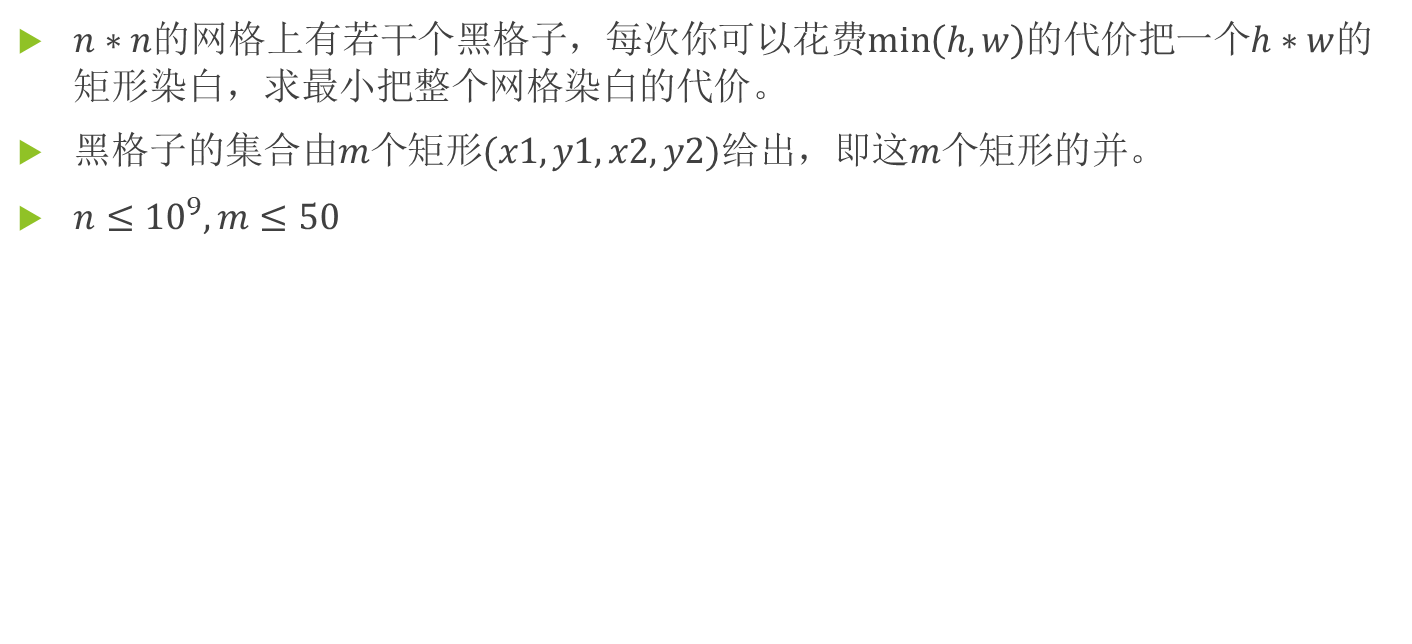 n ∗ n的网格上有若干个黑格子，每次你可以花费min(h, w)的代价把一个h ∗ w的
矩形染白，求最小把整个网格染白的代价。
黑格子的集合由m个矩形(x1, y1, x2, y2)给出，即这m个矩形的并。
n ≤ 10⁹, m ≤ 50